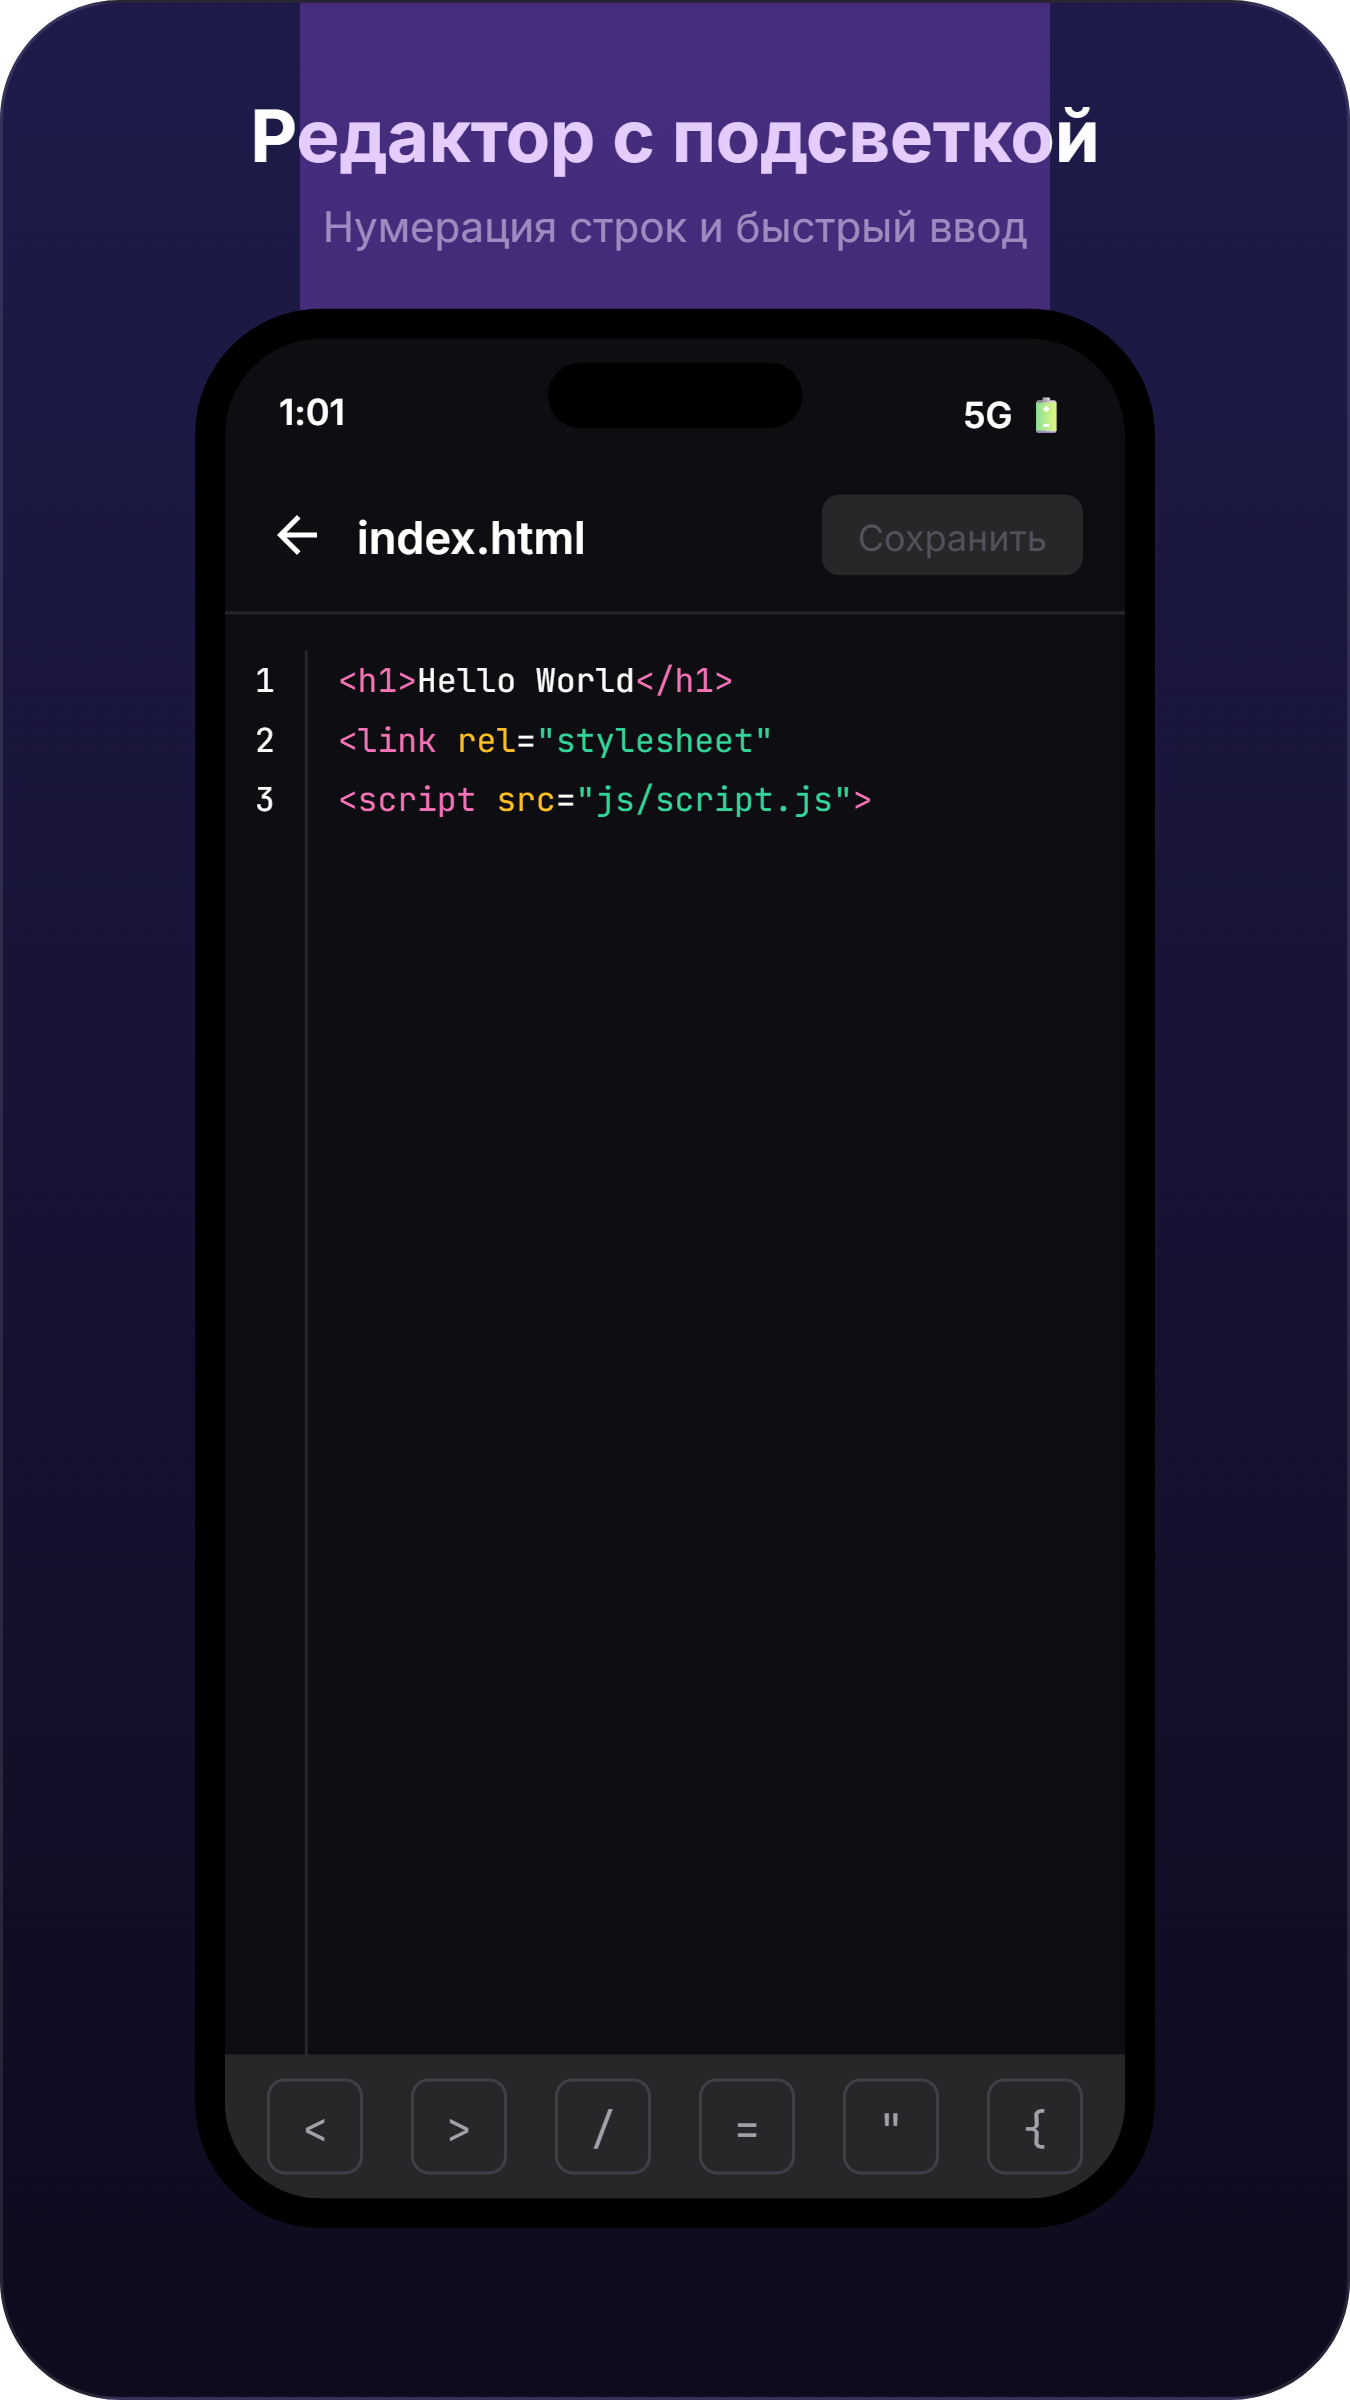 Редактор с подсветкой
Нумерация строк и быстрый ввод
1:01 5G
index.html Сохранить
1 <h1>Hello World</h1>
2 <link rel="stylesheet"
3 <script src="js/script.js">
< > / = " {